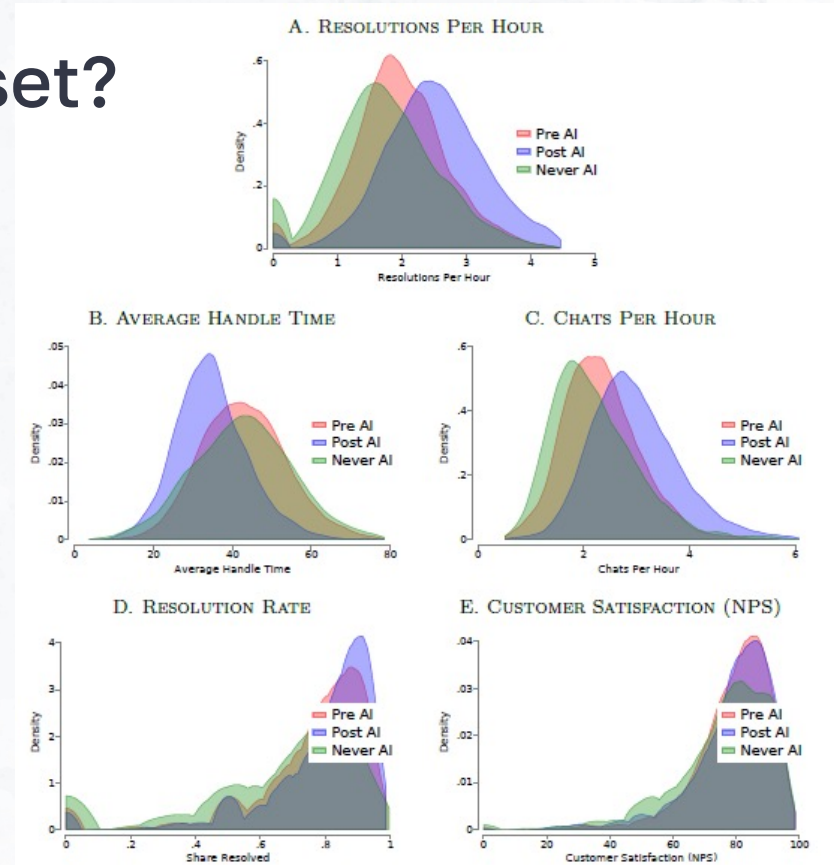 set?
A. RESOLUTIONS PER HOUR
.6
.4
.2
0
Density
Pre AI
Post AI
Never AI
0 1 2 3 4 5
Resolutions Per Hour
B. AVERAGE HANDLE TIME
.05
.04
.03
.02
.01
0
Density
Pre AI
Post AI
Never AI
0 20 40 60 80
Average Handle Time
C. CHATS PER HOUR
.6
.4
.2
0
Density
Pre AI
Post AI
Never AI
0 2 4 6
Chats Per Hour
D. RESOLUTION RATE
4
3
2
1
0
Density
Pre AI
Post AI
Never AI
0 .2 .4 .6 .8 1
Share Resolved
E. CUSTOMER SATISFACTION (NPS)
.04
.03
.02
.01
0
Density
Pre AI
Post AI
Never AI
0 20 40 60 80 100
Customer Satisfaction (NPS)